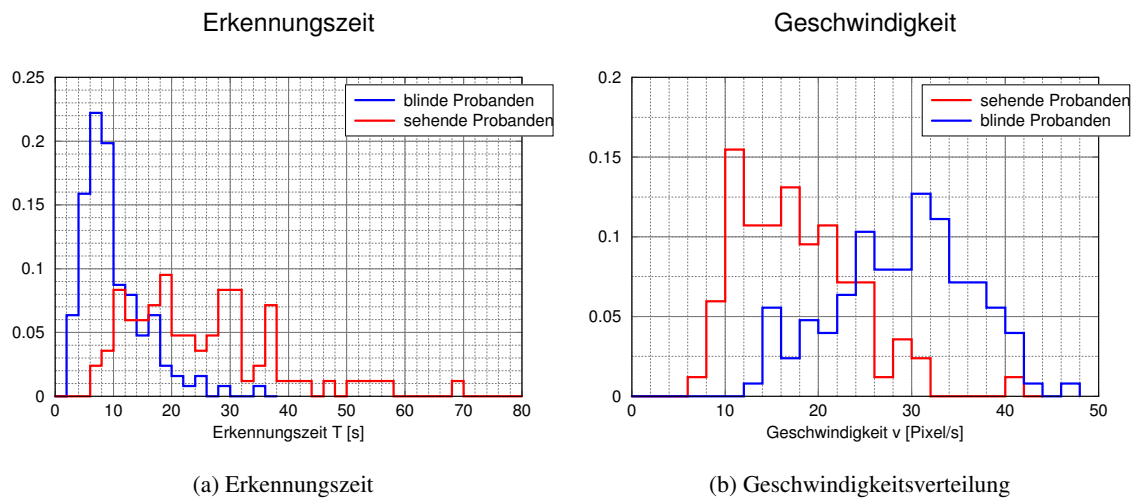 Erkennungszeit
0.25
0.2
0.15
0.1
0.05
0
0 10 20 30 40 50 60 70 80
blinde Probanden
sehende Probanden
Erkennungszeit T [s]
(a) Erkennungszeit
Geschwindigkeit
0.2
0.15
0.1
0.05
0
0 10 20 30 40 50
sehende Probanden
blinde Probanden
Geschwindigkeit v [Pixel/s]
(b) Geschwindigkeitsverteilung